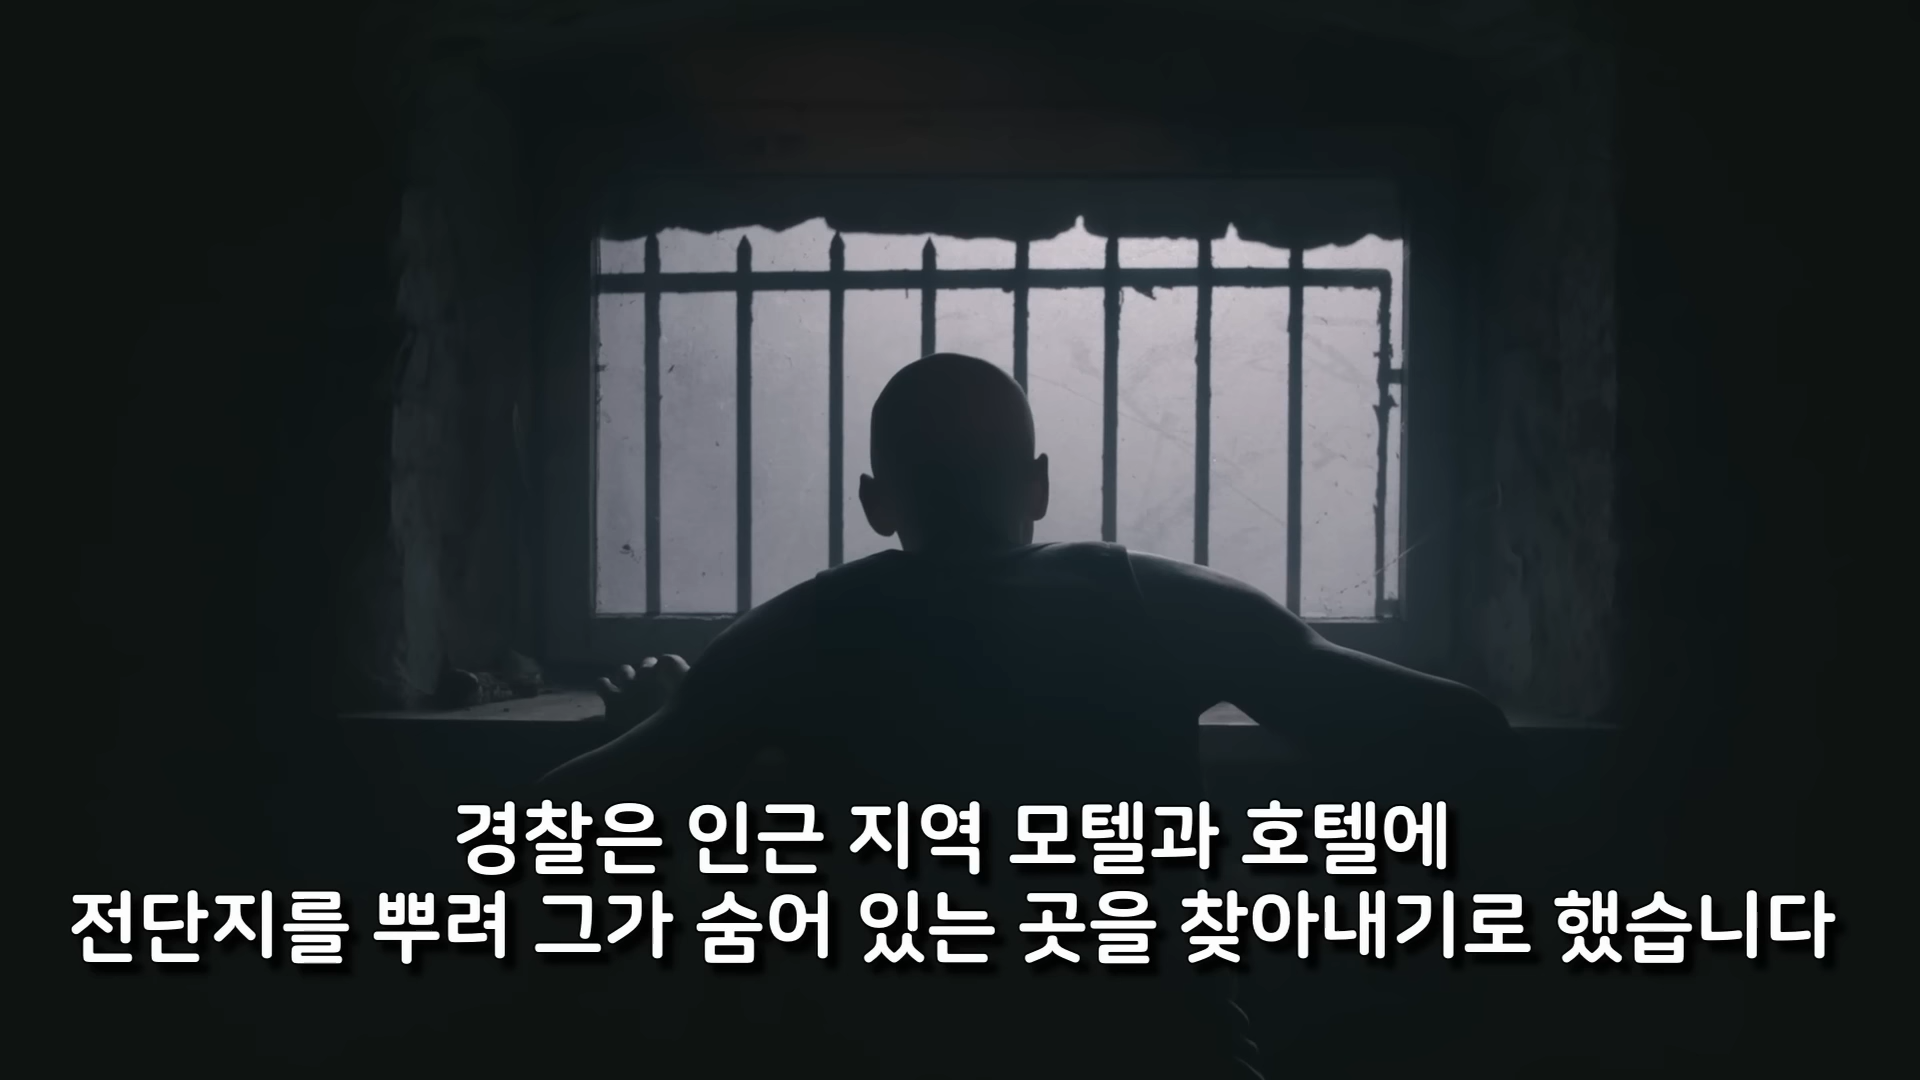 경찰은 인근 지역 모텔과 호텔에
전단지를 뿌려 그가 숨어 있는 곳을 찾아내기로 했습니다